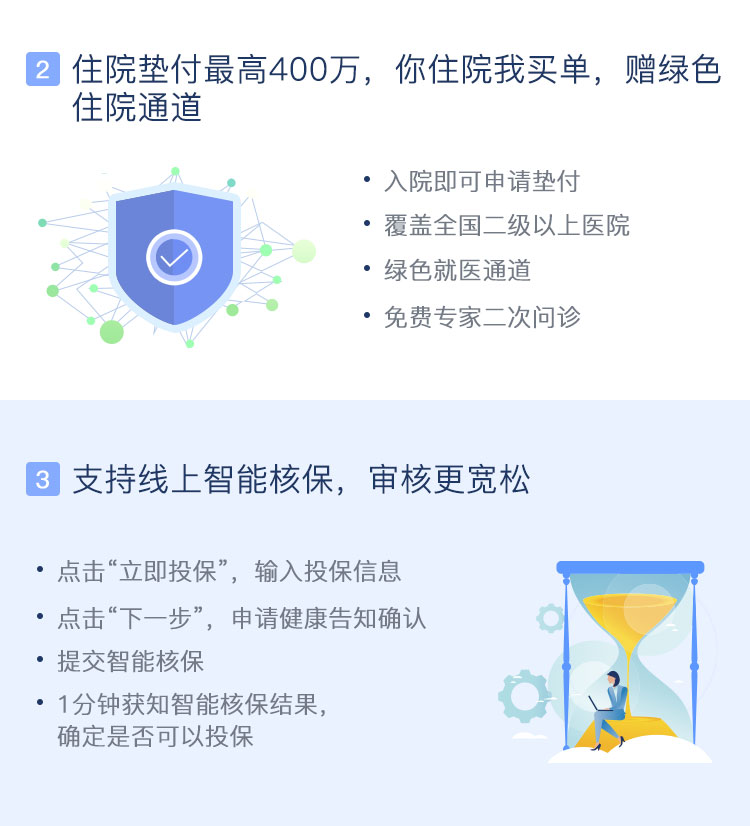 2 住院垫付最高400万，你住院我买单，赠绿色
住院通道
• 入院即可申请垫付
• 覆盖全国二级以上医院
• 绿色就医通道
• 免费专家二次问诊
3 支持线上智能核保，审核更宽松
• 点击“立即投保”，输入投保信息
• 点击“下一步”，申请健康告知确认
• 提交智能核保
• 1分钟获知智能核保结果，
确定是否可以投保